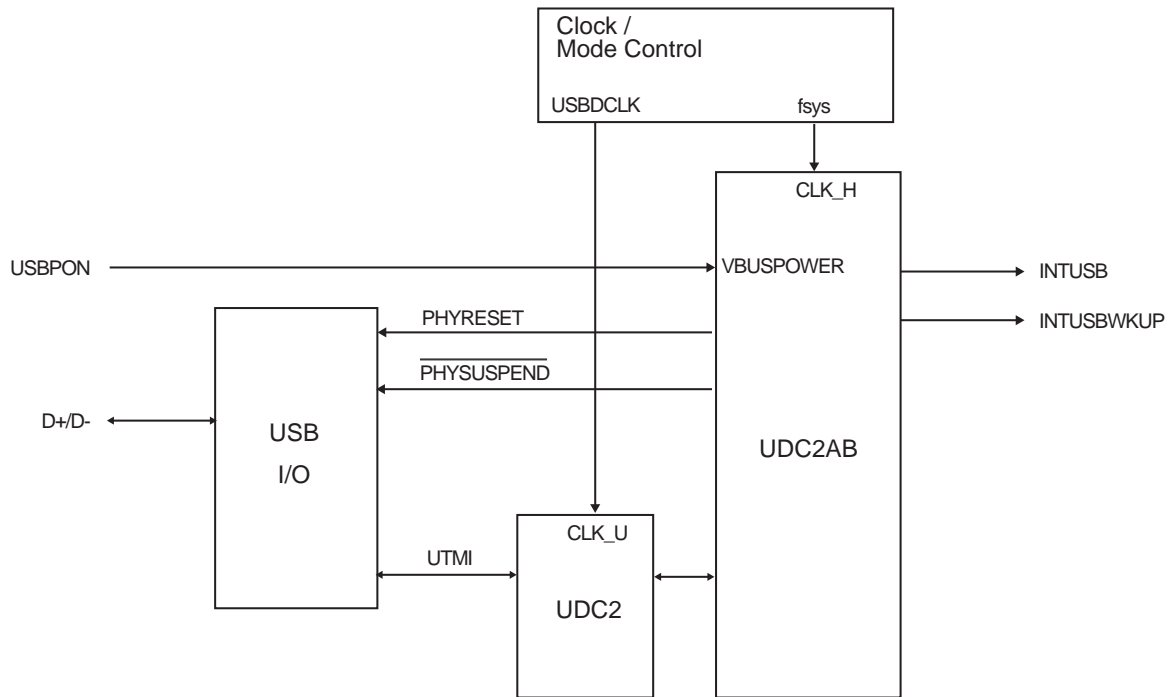 Clock /
Mode Control
USBDCLK
fsys
CLK_H
USBPON
VBUSPOWER
INTUSB
PHYRESET
INTUSBWKUP
PHYSUSPEND
D+/D-
USB
I/O
UDC2AB
CLK_U
UTMI
UDC2